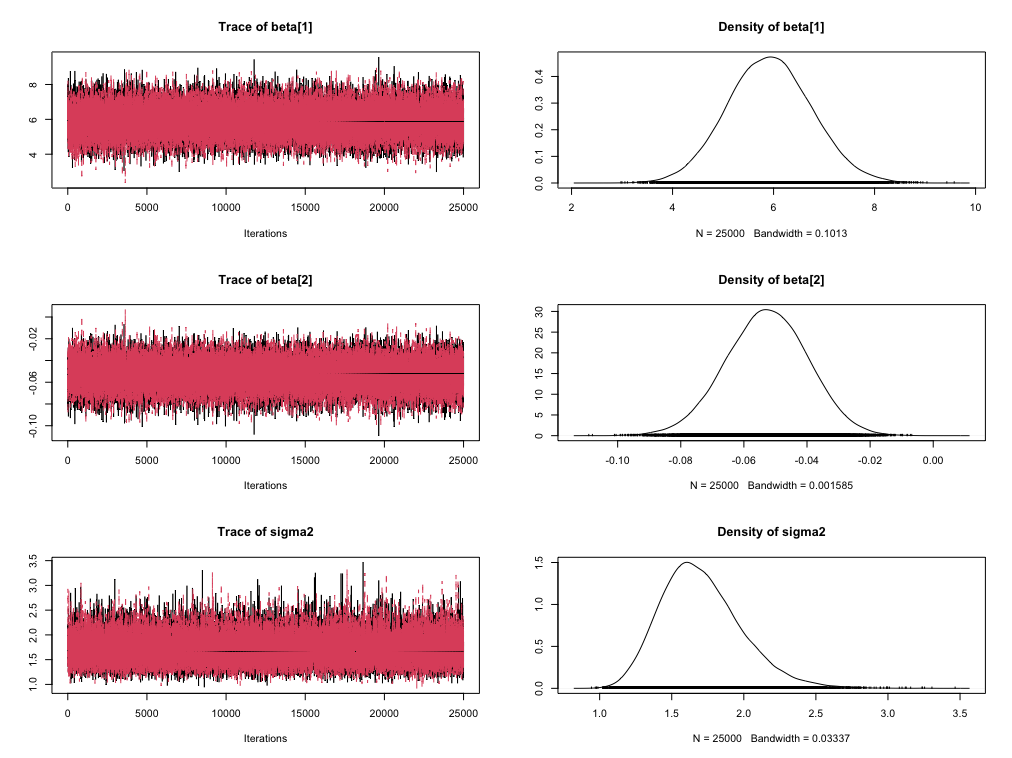 Trace of beta[1]
8
6
4
0 5000 10000 15000 20000 25000
Iterations
Density of beta[1]
0.4
0.3
0.2
0.1
0.0
2 4 6 8 10
N = 25000 Bandwidth = 0.1013
Trace of beta[2]
-0.02
-0.06
-0.10
0 5000 10000 15000 20000 25000
Iterations
Density of beta[2]
30
25
20
15
10
5
0
-0.10 -0.08 -0.06 -0.04 -0.02 0.00
N = 25000 Bandwidth = 0.001585
Trace of sigma2
3.5
3.0
2.5
2.0
1.5
1.0
0 5000 10000 15000 20000 25000
Iterations
Density of sigma2
1.5
1.0
0.5
0.0
1.0 1.5 2.0 2.5 3.0 3.5
N = 25000 Bandwidth = 0.03337